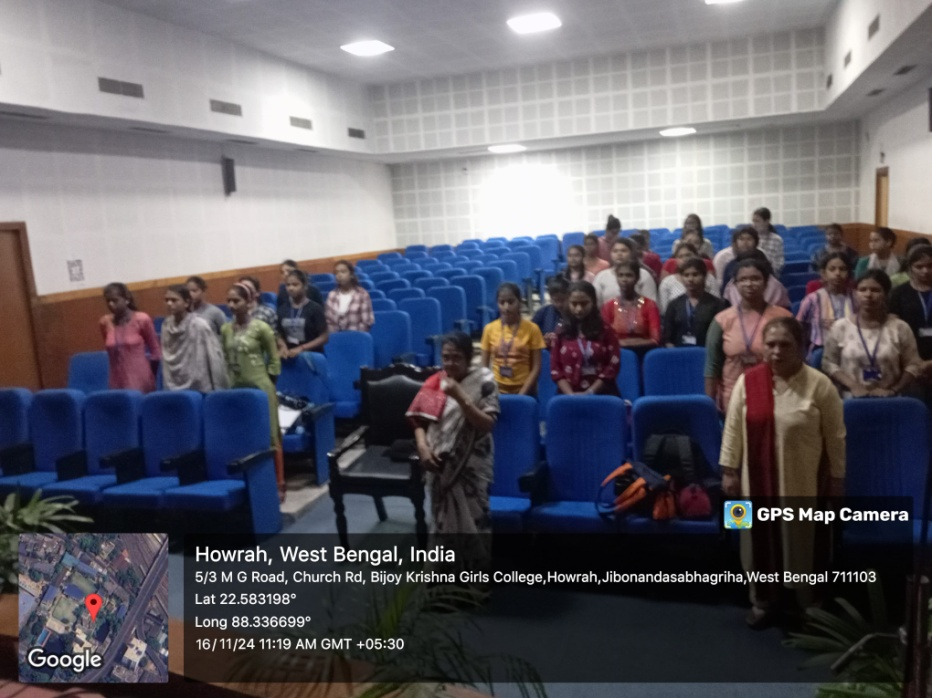 GPS Map Camera
Howrah, West Bengal, India
5/3 M G Road, Church Rd, Bijoy Krishna Girls College,Howrah,Jibonandasabhagriha,West Bengal 711103
Lat 22.583198°
Long 88.336699°
16/11/24 11:19 AM GMT +05:30
Google